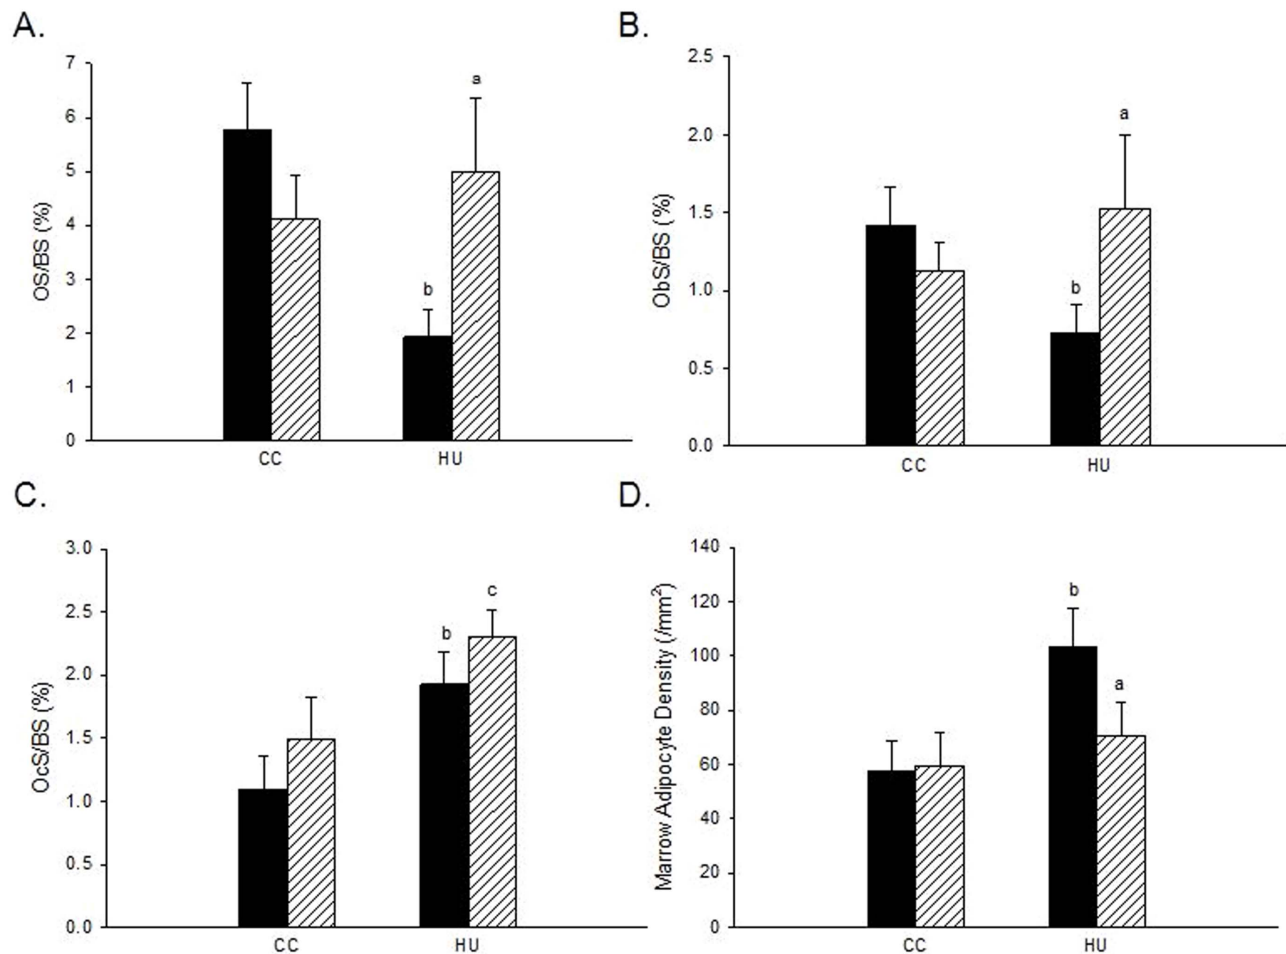 A.
7
6
5
4
3
2
1
0
OS/BS (%)
b
a
CC
HU
B.
2.5
2.0
1.5
1.0
0.5
0.0
ObS/BS (%)
b
a
CC
HU
C.
3.0
2.5
2.0
1.5
1.0
0.5
0.0
OcS/BS (%)
b
c
CC
HU
D.
140
120
100
80
60
40
20
0
Marrow Adipocyte Density (/mm²)
b
a
CC
HU